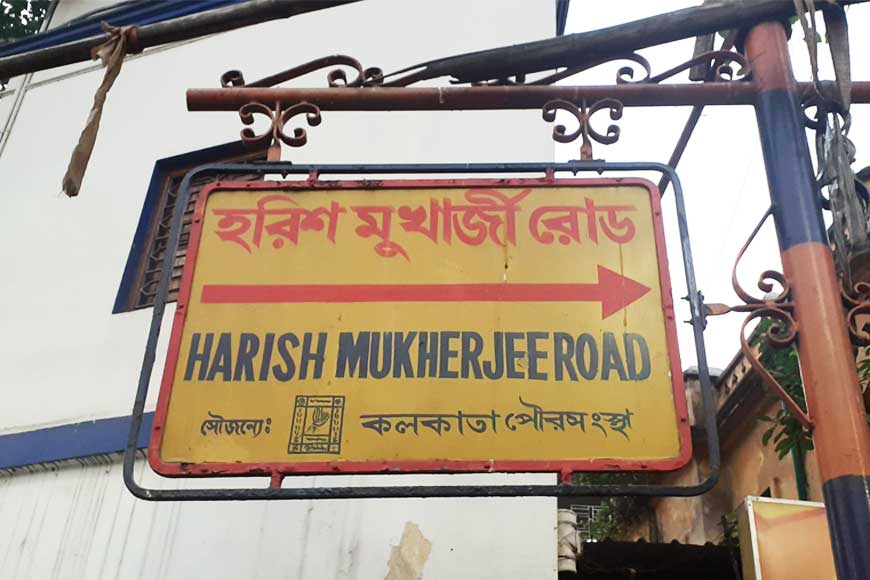 হরিশ মুখার্জী রোড
HARISH MUKHERJEE ROAD
সৌজন্যেঃ কলকাতা পৌরসংস্থা